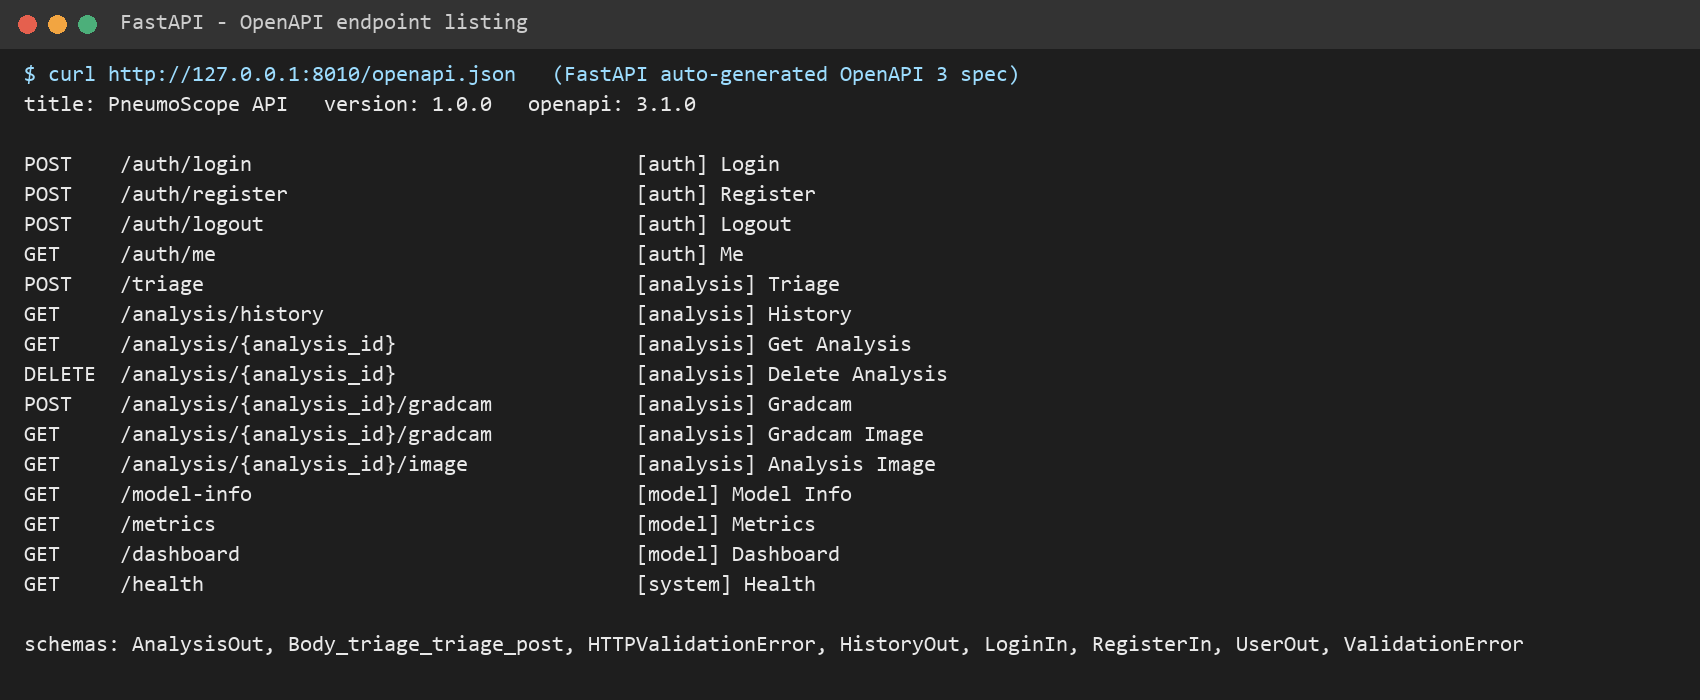 FastAPI - OpenAPI endpoint listing
$ curl http://127.0.0.1:8010/openapi.json   (FastAPI auto-generated OpenAPI 3 spec)
title: PneumoScope API   version: 1.0.0   openapi: 3.1.0
POST    /auth/login                                [auth] Login
POST    /auth/register                             [auth] Register
POST    /auth/logout                               [auth] Logout
GET     /auth/me                                   [auth] Me
POST    /triage                                    [analysis] Triage
GET     /analysis/history                          [analysis] History
GET     /analysis/{analysis_id}                    [analysis] Get Analysis
DELETE  /analysis/{analysis_id}                    [analysis] Delete Analysis
POST    /analysis/{analysis_id}/gradcam            [analysis] Gradcam
GET     /analysis/{analysis_id}/gradcam            [analysis] Gradcam Image
GET     /analysis/{analysis_id}/image              [analysis] Analysis Image
GET     /model-info                                [model] Model Info
GET     /metrics                                   [model] Metrics
GET     /dashboard                                 [model] Dashboard
GET     /health                                    [system] Health
schemas: AnalysisOut, Body_triage_triage_post, HTTPValidationError, HistoryOut, LoginIn, RegisterIn, UserOut, ValidationError